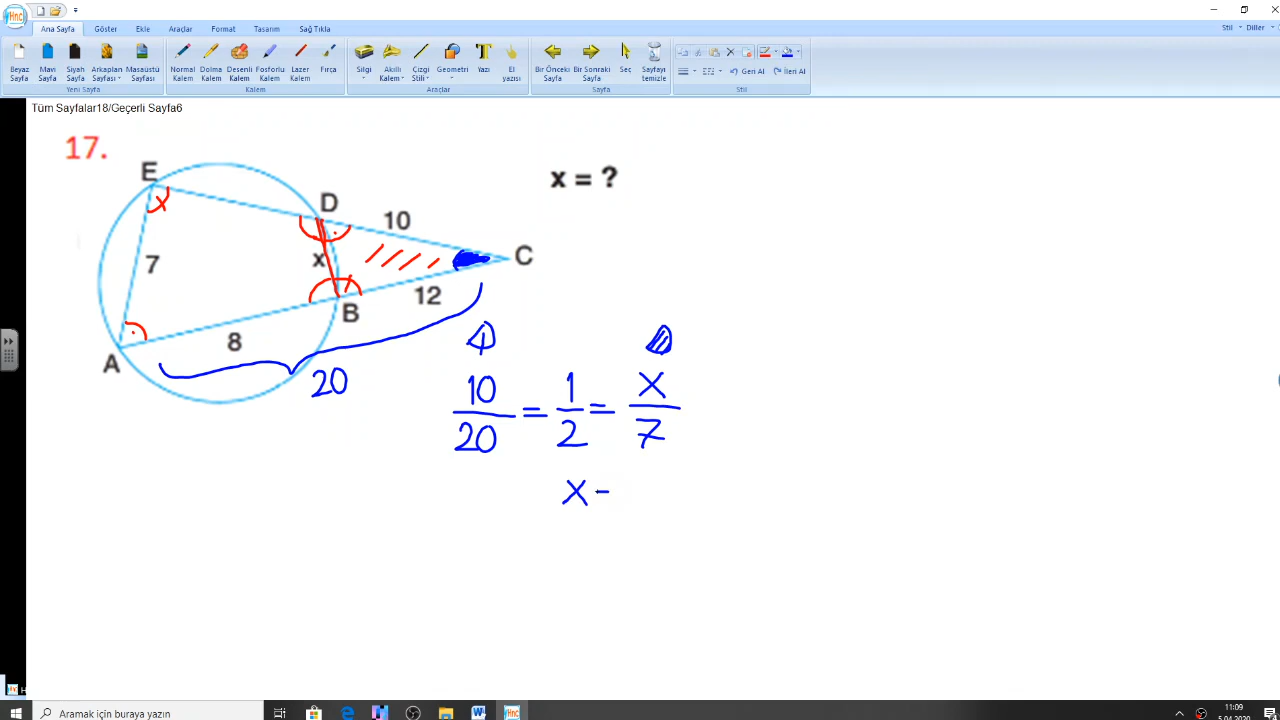 Ana Sayfa Göster Ekle Araçlar Format Tasarım Sağ Tıkla
Stil Diller
Beyaz Sayfa Mavi Sayfa Siyah Sayfa Arkaplan Sayfası Masaüstü Sayfası Normal Kalem Dolma Kalem Desenli Kalem Fosforlu Kalem Lazer Kalem Fırça Silgi Akıllı Kalem Çizgi Stili Geometri Yazı El yazısı Bir Önceki Sayfa Bir Sonraki Sayfa Seç Sayfayı temizle Geri Al İleri Al
Yeni Sayfa Kalem Araçlar Sayfa Stil
Tüm Sayfalar18/Geçerli Sayfa6
17.
E
x = ?
x
D
10
7
x
C
12
B
8
A
20
10/20 = 1/2 = x/7
x -
Aramak için buraya yazın
11:09
5.04.2020